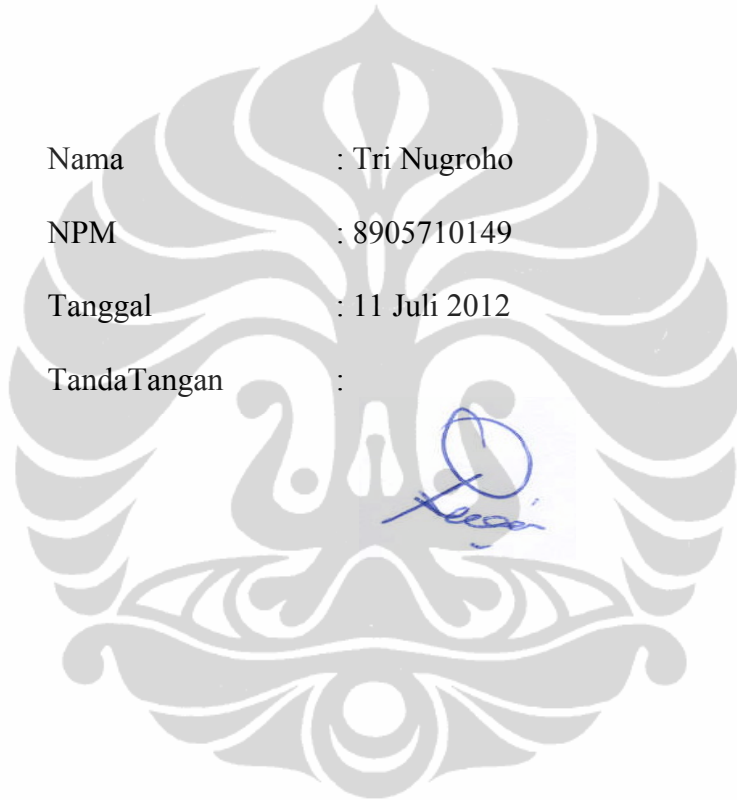 Nama : Tri Nugroho
NPM : 8905710149
Tanggal : 11 Juli 2012
TandaTangan :